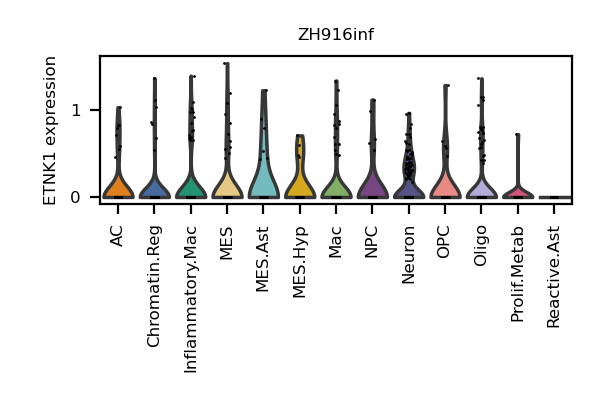 ZH916inf
ETNK1 expression
1
0
AC
Chromatin.Reg
Inflammatory.Mac
MES
MES.Ast
MES.Hyp
Mac
NPC
Neuron
OPC
Oligo
Prolif.Metab
Reactive.Ast